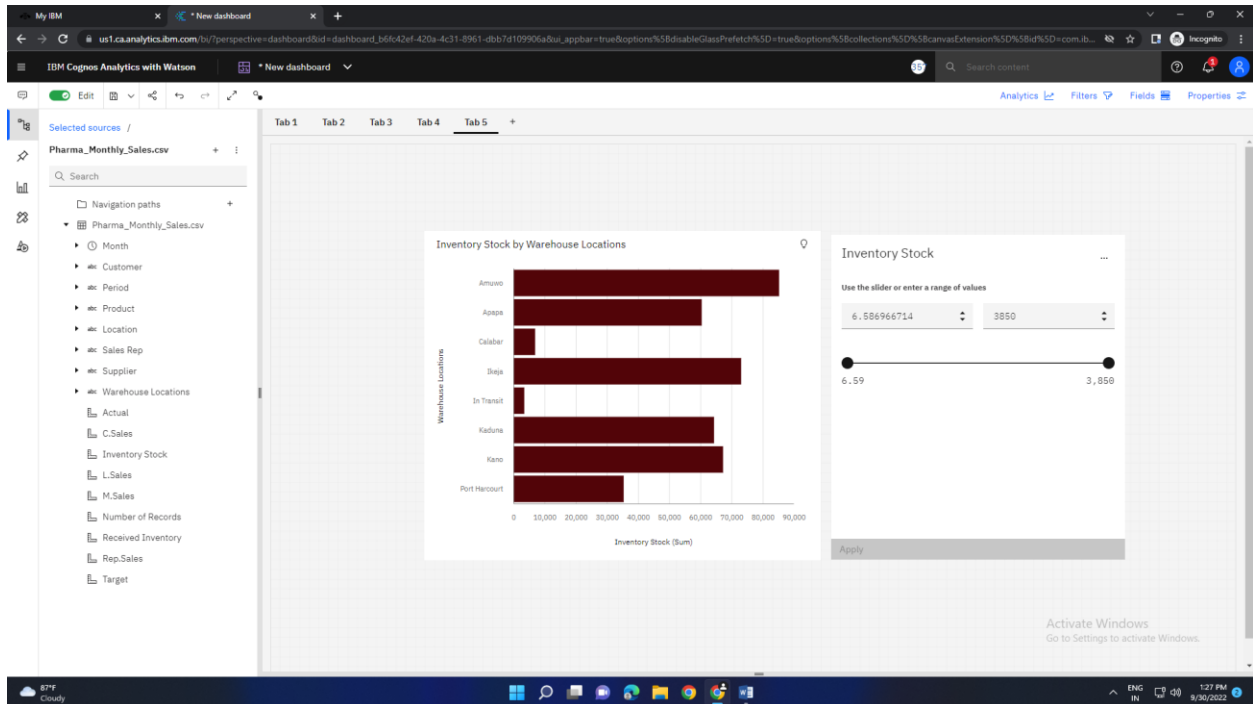 My IBM
* New dashboard
us1.ca.analytics.ibm.com/bi/?perspective=dashboard&id=dashboard_b6fc42ef-420a-4c31-8961-dbb7d109906a&ui_appbar=true&options%5BdisableGlassPrefetch%5D=true&options%5Bcollections%5D%5BcanvasExtension%5D%5Bid%5D=com.ib...
Incognito
IBM Cognos Analytics with Watson
* New dashboard
Search content
Edit
Analytics
Filters
Fields
Properties
Selected sources /
Pharma_Monthly_Sales.csv
Search
Navigation paths
Pharma_Monthly_Sales.csv
Month
abc Customer
abc Period
abc Product
abc Location
abc Sales Rep
abc Supplier
abc Warehouse Locations
Actual
C.Sales
Inventory Stock
L.Sales
M.Sales
Number of Records
Received Inventory
Rep.Sales
Target
Tab 1 Tab 2 Tab 3 Tab 4 Tab 5 +
Inventory Stock by Warehouse Locations
Warehouse Locations
Amuwo
Apapa
Calabar
Ikeja
In Transit
Kaduna
Kano
Port Harcourt
0 10,000 20,000 30,000 40,000 50,000 60,000 70,000 80,000 90,000
Inventory Stock (Sum)
Inventory Stock
...
Use the slider or enter a range of values
6.586966714
3850
6.59
3,850
Apply
Activate Windows
Go to Settings to activate Windows.
87°F
Cloudy
ENG
IN
1:27 PM
9/30/2022